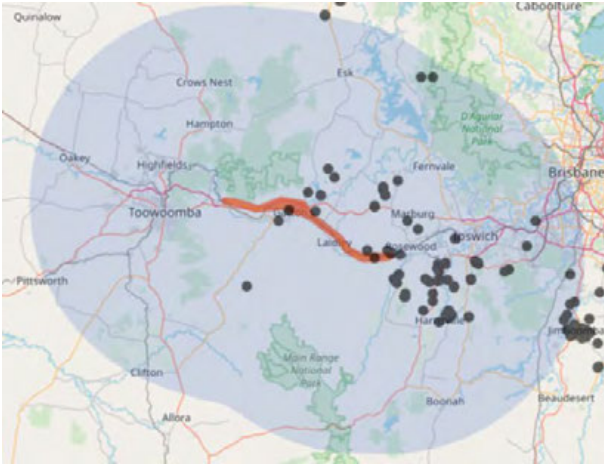 Quinalow
Caboolture
Esk
Crows Nest
D'Aguilar
National
Park
Hampton
Oakey
Highfields
Fernvale
Brisbane
Toowoomba
Marburg
Laidley
Rosewood
Ipswich
Pittsworth
Jimboomba
Main Range
National
Park
Clifton
Boonah
Beaudesert
Allora